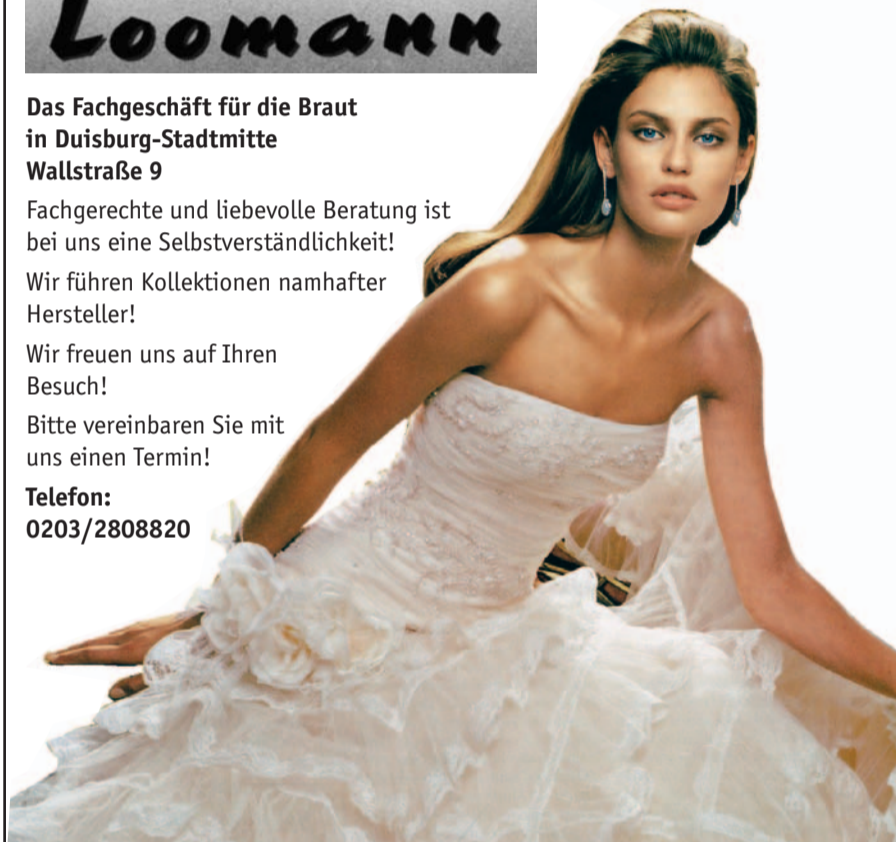 Loomann
Das Fachgeschäft für die Braut
in Duisburg-Stadtmitte
Wallstraße 9
Fachgerechte und liebevolle Beratung ist
bei uns eine Selbstverständlichkeit!
Wir führen Kollektionen namhafter
Hersteller!
Wir freuen uns auf Ihren
Besuch!
Bitte vereinbaren Sie mit
uns einen Termin!
Telefon:
0203/2808820